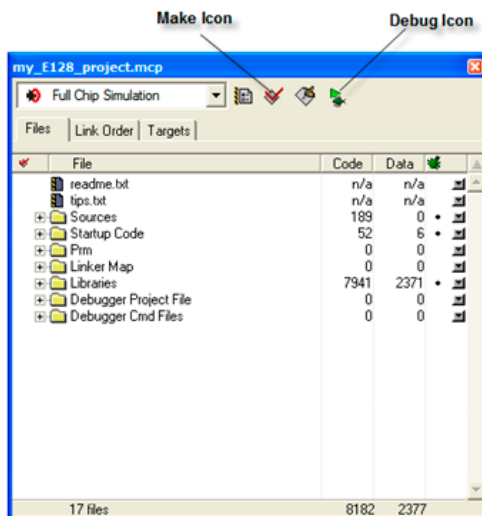 Make Icon
Debug Icon
my_E128_project.mcp
Full Chip Simulation
Files Link Order Targets
File Code Data
readme.txt n/a n/a
tips.txt n/a n/a
Sources 189 0
Startup Code 52 6
Prm 0 0
Linker Map 0 0
Libraries 7941 2371
Debugger Project File 0 0
Debugger Cmd Files 0 0
17 files 8182 2377